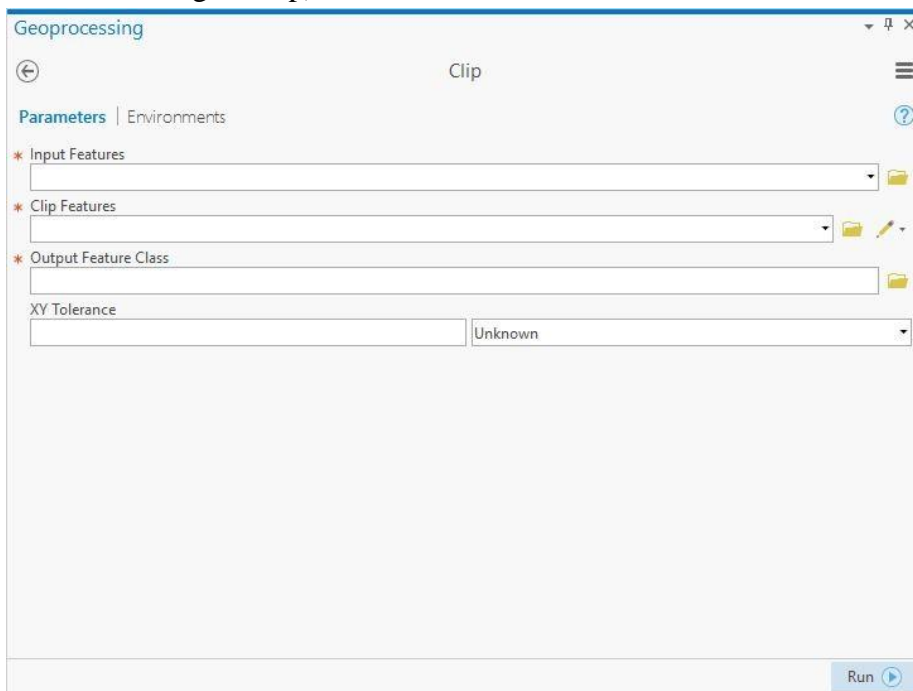 Geoprocessing
Clip
Parameters | Environments
?
* Input Features
* Clip Features
* Output Feature Class
XY Tolerance
Unknown
Run